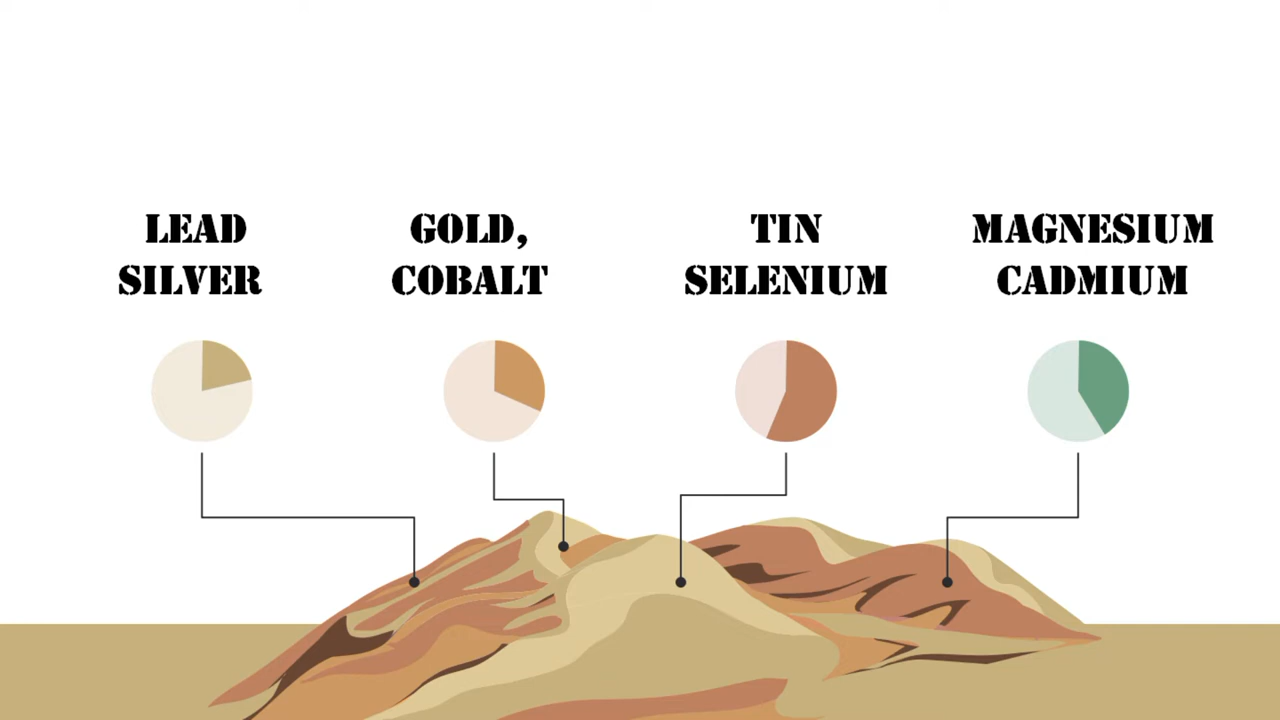 LEAD
SILVER
GOLD,
COBALT
TIN
SELENIUM
MAGNESIUM
CADMIUM